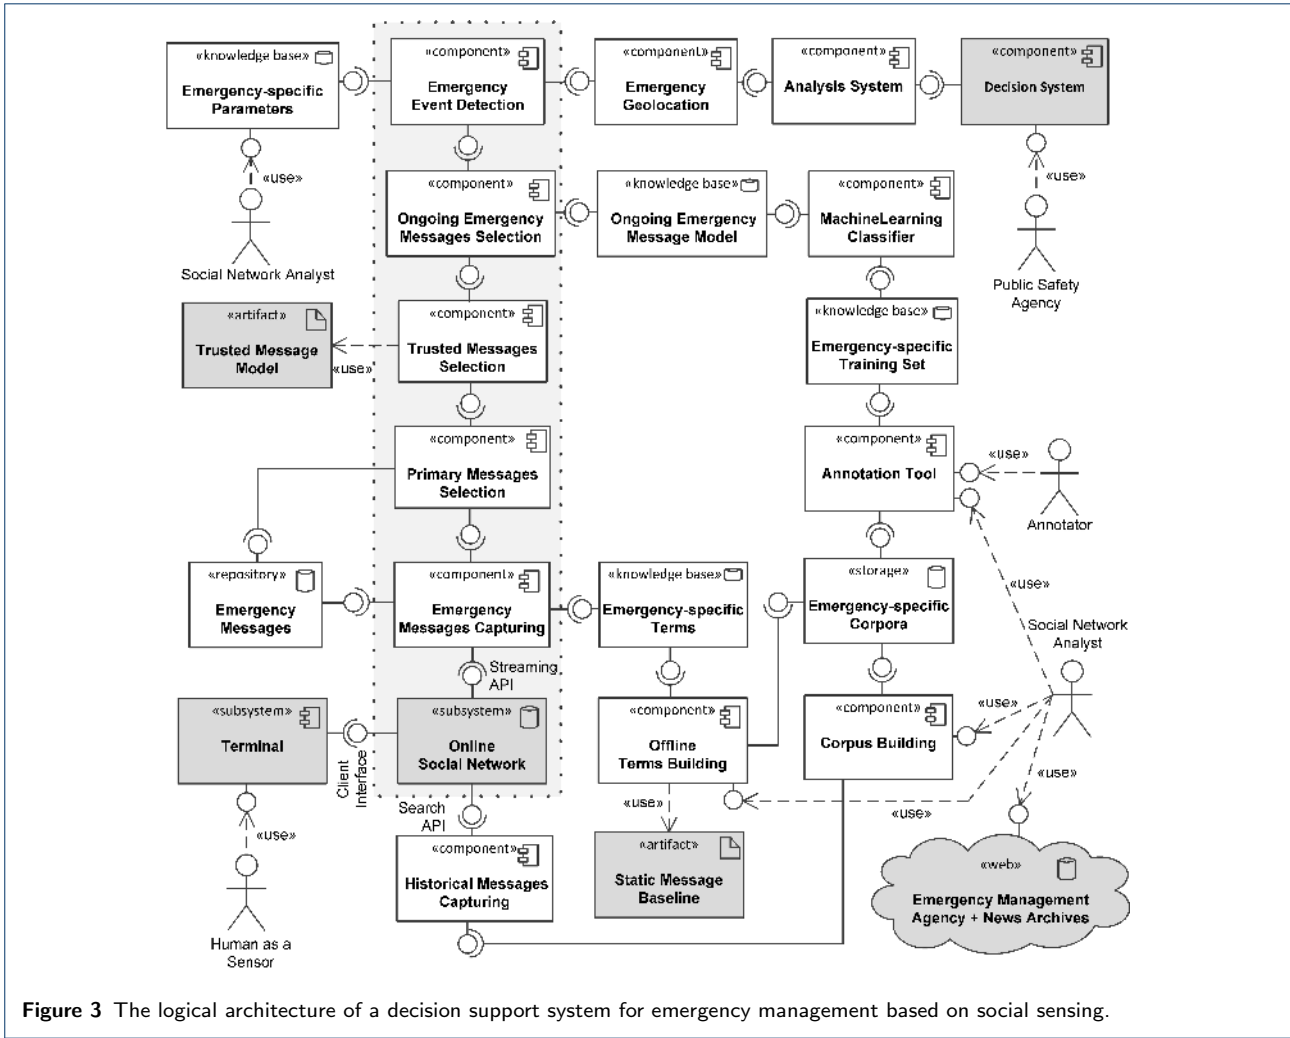 «knowledge base»
Emergency-specific
Parameters
«component»
Emergency
Event Detection
«component»
Emergency
Geolocation
«component»
Analysis System
«component»
Decision System
«use»
Social Network Analyst
«use»
Public Safety
Agency
«component»
Ongoing Emergency
Messages Selection
«knowledge base»
Ongoing Emergency
Message Model
«component»
MachineLearning
Classifier
«artifact»
Trusted Message
Model
«use»
«component»
Trusted Messages
Selection
«knowledge base»
Emergency-specific
Training Set
«component»
Primary Messages
Selection
«component»
Annotation Tool
«use»
Annotator
«repository»
Emergency
Messages
«component»
Emergency
Messages Capturing
«knowledge base»
Emergency-specific
Terms
«storage»
Emergency-specific
Corpora
«use»
Social Network
Analyst
Streaming
API
«subsystem»
Terminal
Client
Interface
«subsystem»
Online
Social Network
«component»
Offline
Terms Building
«component»
Corpus Building
«use»
«use»
«use»
«use»
Search
API
«use»
Human as a
Sensor
«component»
Historical Messages
Capturing
«artifact»
Static Message
Baseline
«web»
Emergency Management
Agency + News Archives
Figure 3 The logical architecture of a decision support system for emergency management based on social sensing.